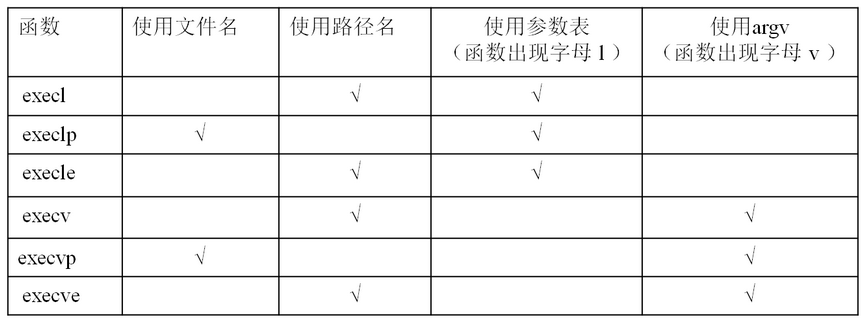 函数 使用文件名 使用路径名 使用参数表 使用argv
（函数出现字母 l ） （函数出现字母 v ）
execl √ √
execlp √ √
execle √ √
execv √ √
execvp √ √
execve √ √